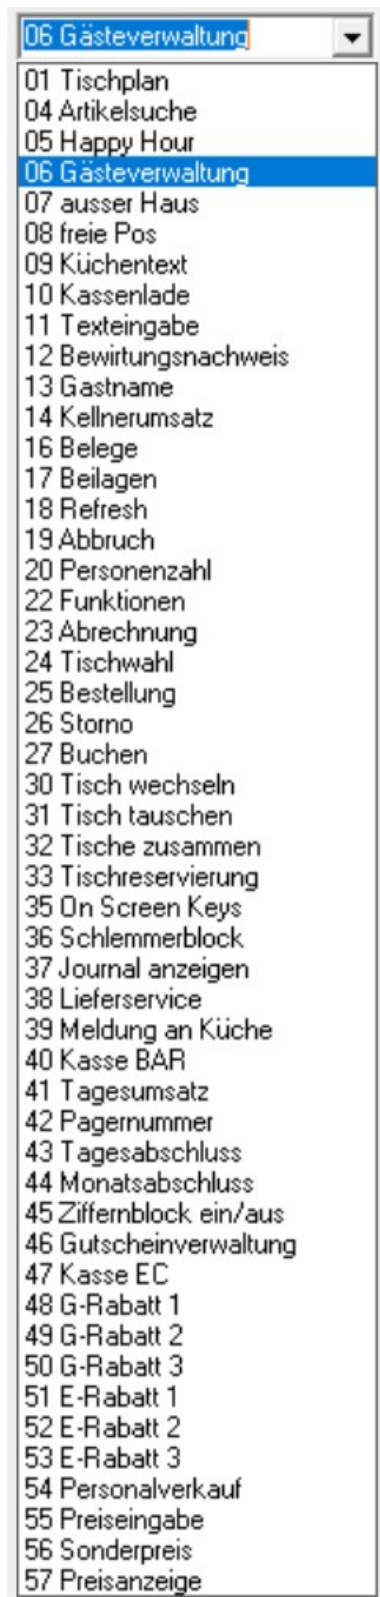 06 Gästeverwaltung
01 Tischplan
04 Artikelsuche
05 Happy Hour
06 Gästeverwaltung
07 ausser Haus
08 freie Pos
09 Küchentext
10 Kassenlade
11 Texteingabe
12 Bewirtungsnachweis
13 Gastname
14 Kellnerumsatz
16 Belege
17 Beilagen
18 Refresh
19 Abbruch
20 Personenzahl
22 Funktionen
23 Abrechnung
24 Tischwahl
25 Bestellung
26 Storno
27 Buchen
30 Tisch wechseln
31 Tisch tauschen
32 Tische zusammen
33 Tischreservierung
35 On Screen Keys
36 Schlemmerblock
37 Journal anzeigen
38 Lieferservice
39 Meldung an Küche
40 Kasse BAR
41 Tagesumsatz
42 Pagernummer
43 Tagesabschluss
44 Monatsabschluss
45 Ziffernblock ein/aus
46 Gutscheinverwaltung
47 Kasse EC
48 G-Rabatt 1
49 G-Rabatt 2
50 G-Rabatt 3
51 E-Rabatt 1
52 E-Rabatt 2
53 E-Rabatt 3
54 Personalverkauf
55 Preiseingabe
56 Sonderpreis
57 Preisanzeige